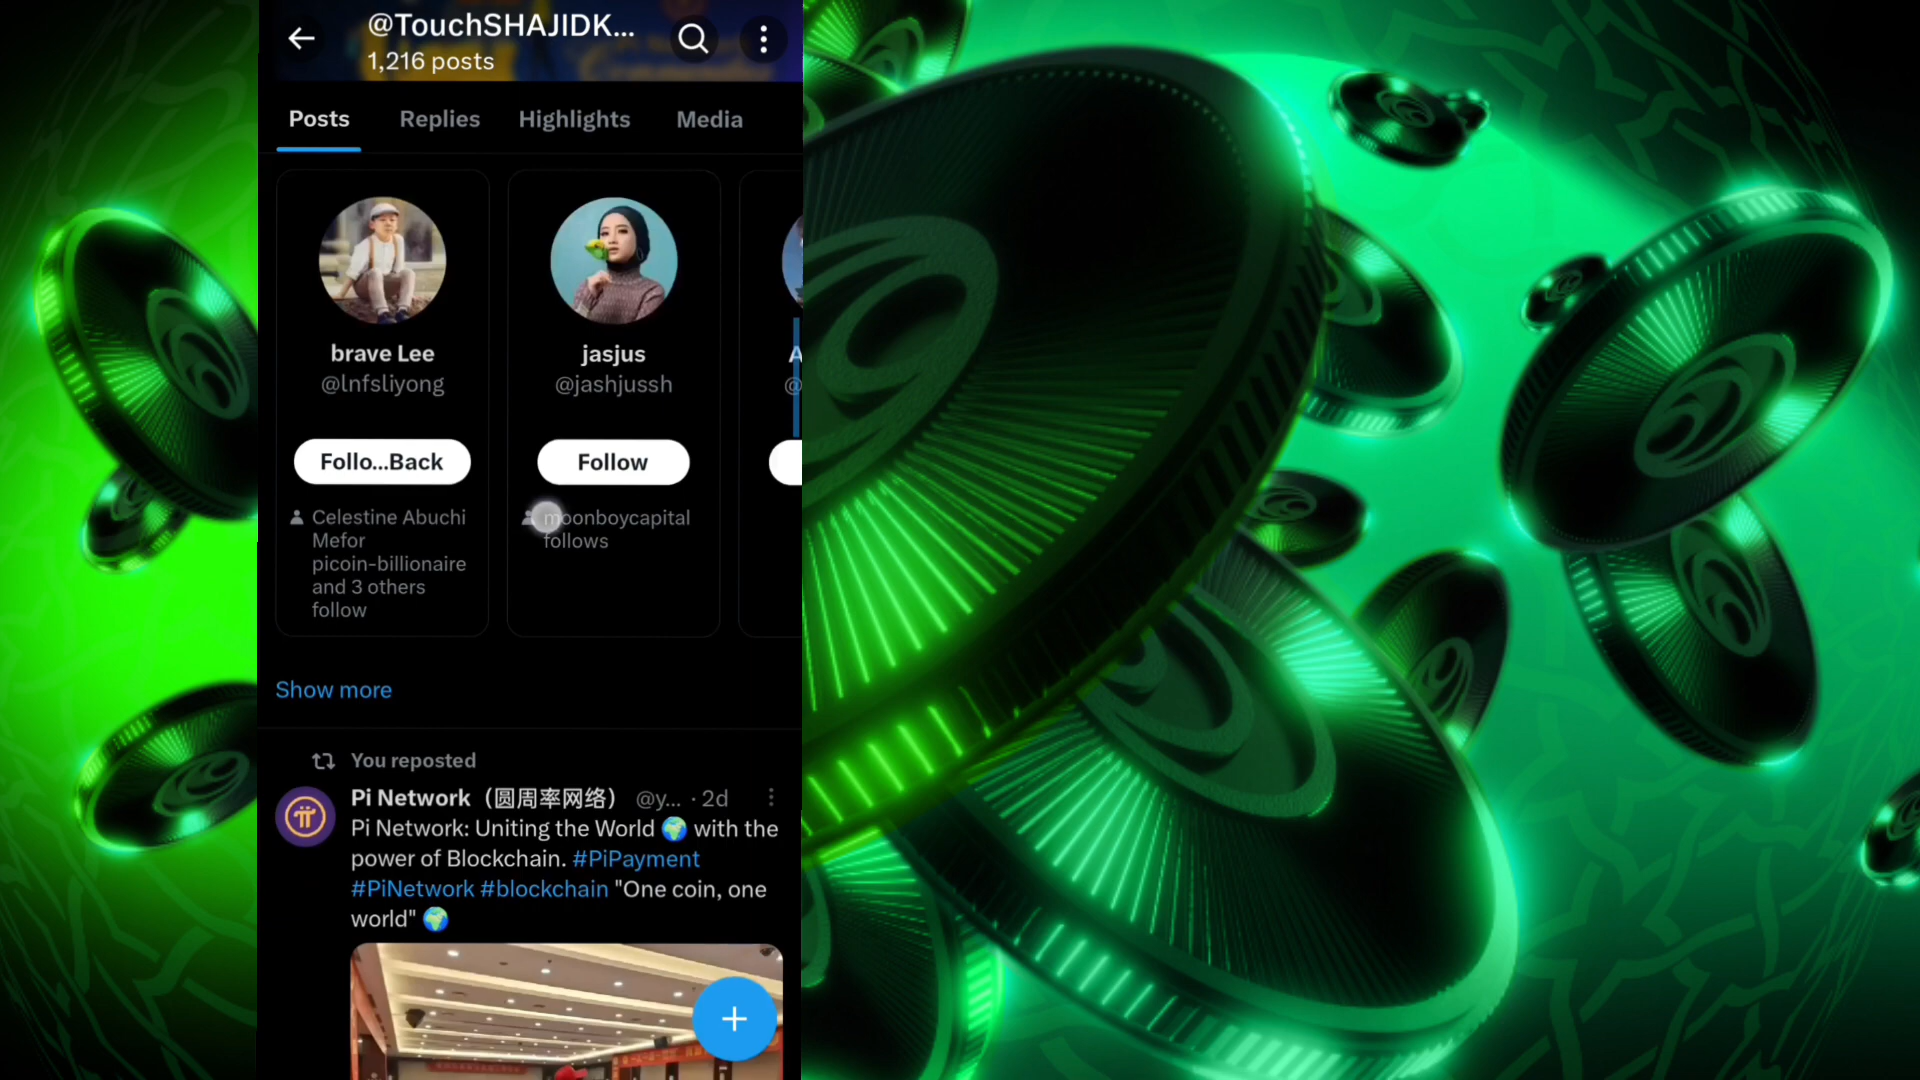 @TouchSHAJIDK...
1,216 posts
Posts Replies Highlights Media
brave Lee
@lnfsliyong
Follo...Back
Celestine Abuchi
Mefor
picoin-billionaire
and 3 others
follow
jasjus
@jashjussh
Follow
moonboycapital
follows
A
@
Show more
You reposted
Pi Network（圆周率网络） @y... · 2d
Pi Network: Uniting the World 🌍 with the
power of Blockchain. #PiPayment
#PiNetwork #blockchain "One coin, one
world" 🌍